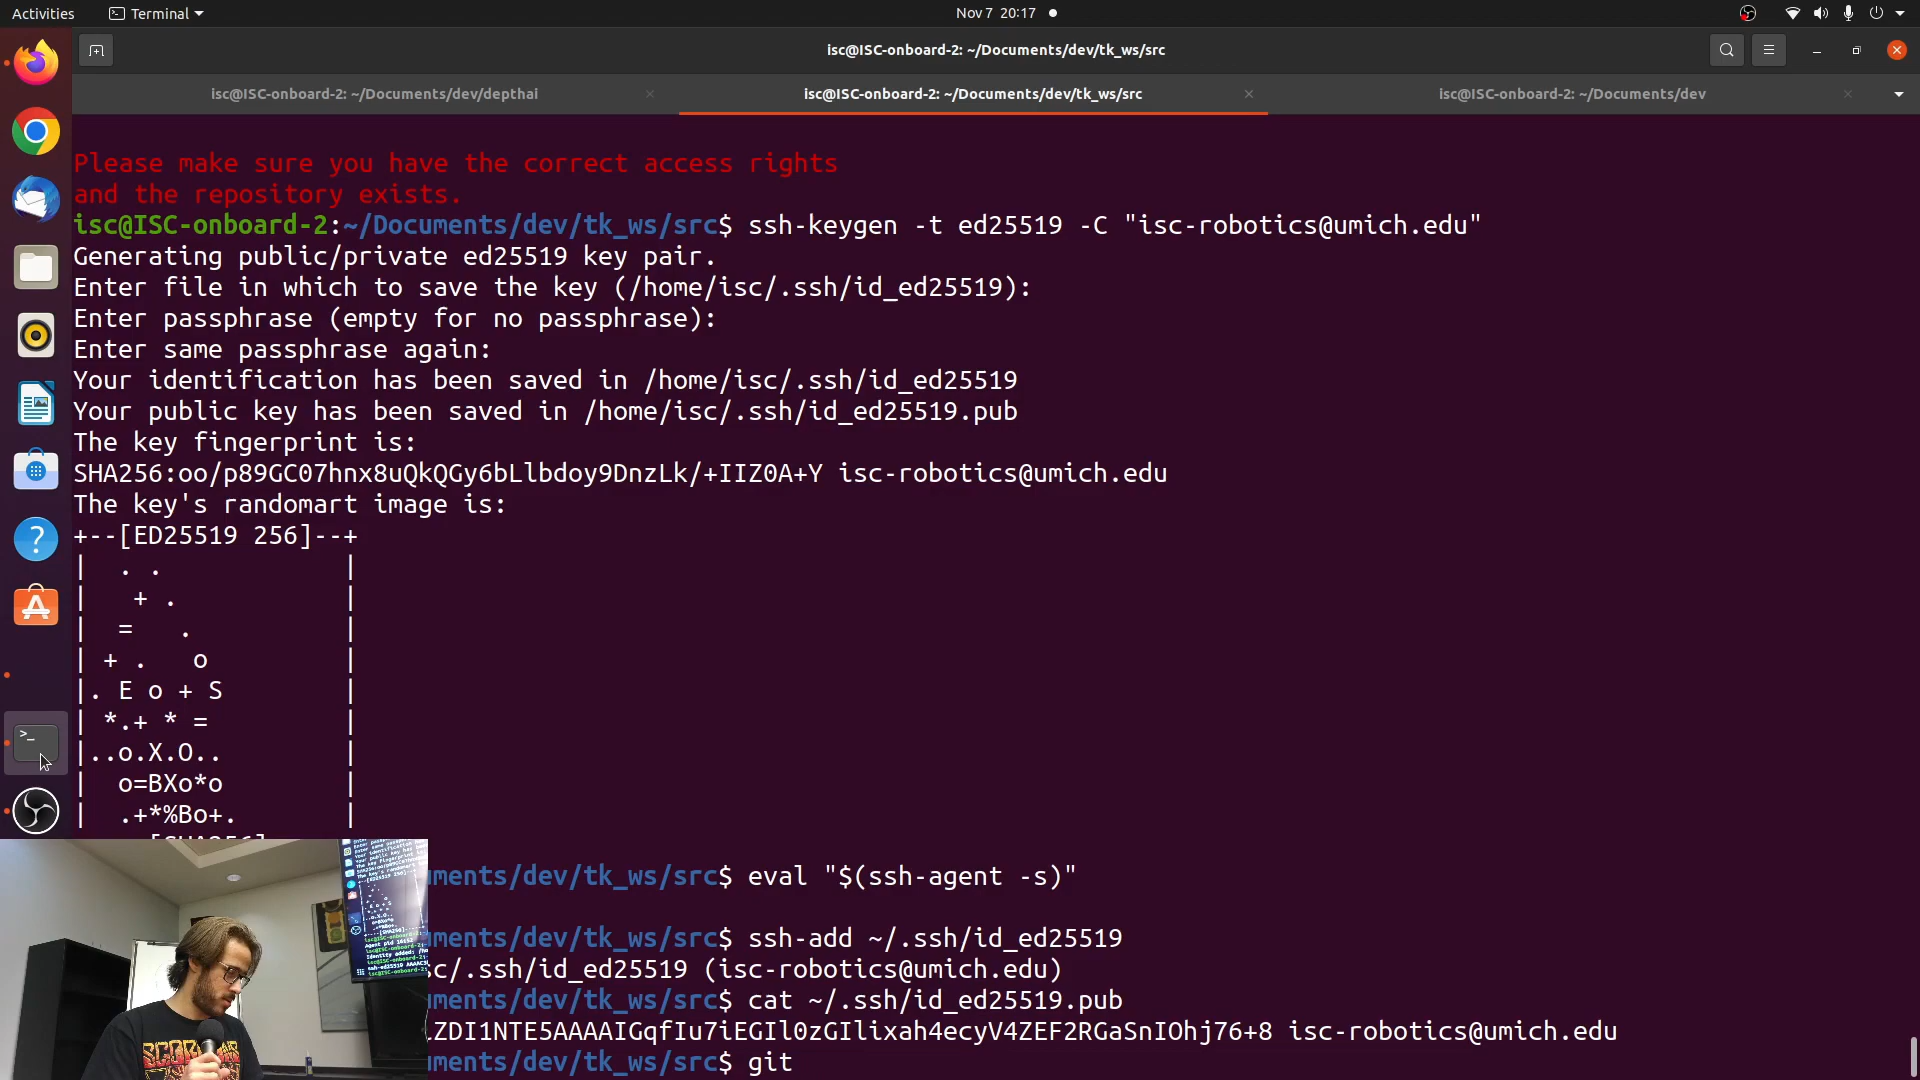 Activities
Terminal
Nov 7 20:17
isc@ISC-onboard-2: ~/Documents/dev/tk_ws/src
isc@ISC-onboard-2: ~/Documents/dev/depthai
isc@ISC-onboard-2: ~/Documents/dev/tk_ws/src
isc@ISC-onboard-2: ~/Documents/dev
Please make sure you have the correct access rights
and the repository exists.
isc@ISC-onboard-2:~/Documents/dev/tk_ws/src$ ssh-keygen -t ed25519 -C "isc-robotics@umich.edu"
Generating public/private ed25519 key pair.
Enter file in which to save the key (/home/isc/.ssh/id_ed25519):
Enter passphrase (empty for no passphrase):
Enter same passphrase again:
Your identification has been saved in /home/isc/.ssh/id_ed25519
Your public key has been saved in /home/isc/.ssh/id_ed25519.pub
The key fingerprint is:
SHA256:oo/p89GC07hnx8uQkQGy6bLlbdoy9DnzLk/+IIZ0A+Y isc-robotics@umich.edu
The key's randomart image is:
+--[ED25519 256]--+
|  . .            |
|   + .           |
|  =   .          |
| + .   o         |
|. E o + S        |
| *.+ * =         |
|..o.X.O..        |
|  o=BXo*o        |
|  .+*%Bo+.       |
uments/dev/tk_ws/src$ eval "$(ssh-agent -s)"
uments/dev/tk_ws/src$ ssh-add ~/.ssh/id_ed25519
sc/.ssh/id_ed25519 (isc-robotics@umich.edu)
uments/dev/tk_ws/src$ cat ~/.ssh/id_ed25519.pub
ZDI1NTE5AAAAIGqfIu7iEGIl0zGIlixah4ecyV4ZEF2RGaSnIOhj76+8 isc-robotics@umich.edu
uments/dev/tk_ws/src$ git